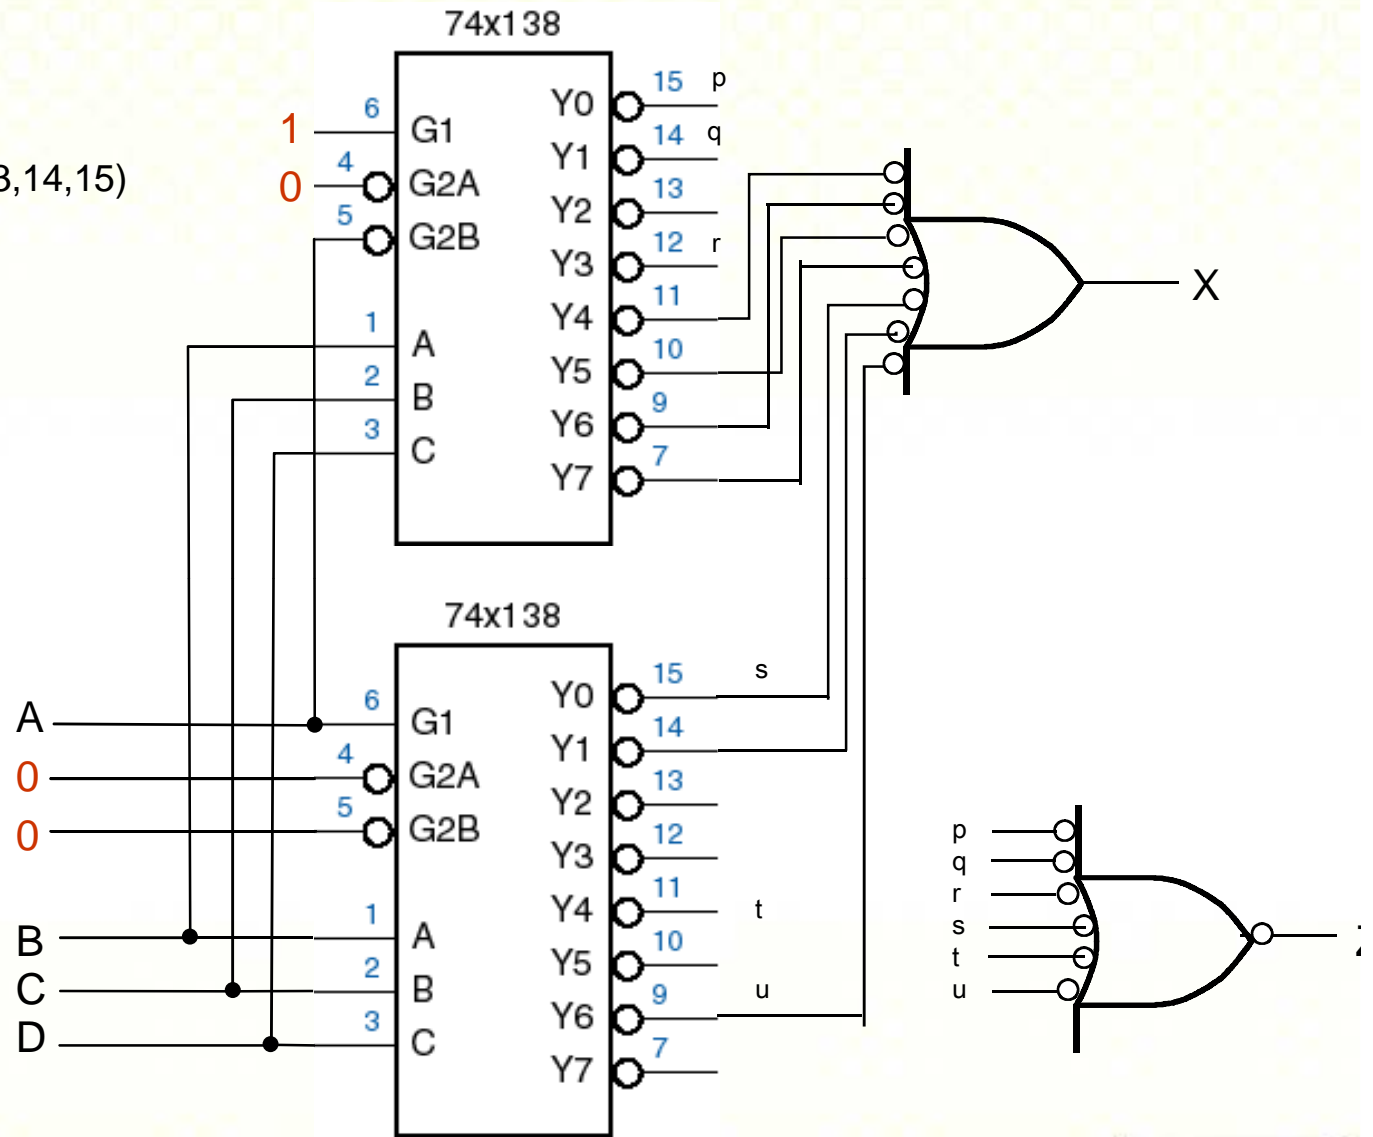 74x138
15 p
6 Y0
1 G1 14 q
4 Y1
3,14,15) 0 G2A 13
5 Y2
G2B 12 r
Y3
11
1 Y4
A 10
2 Y5
B 9
3 Y6
C 7
Y7
X
74x138
15 s
6 Y0
A G1 14
4 Y1
0 G2A 13
5 Y2
0 G2B 12
Y3
11
1 Y4 t
B A 10
2 Y5
C B 9 u
3 Y6
D C 7
Y7
p
q
r
s
t
u